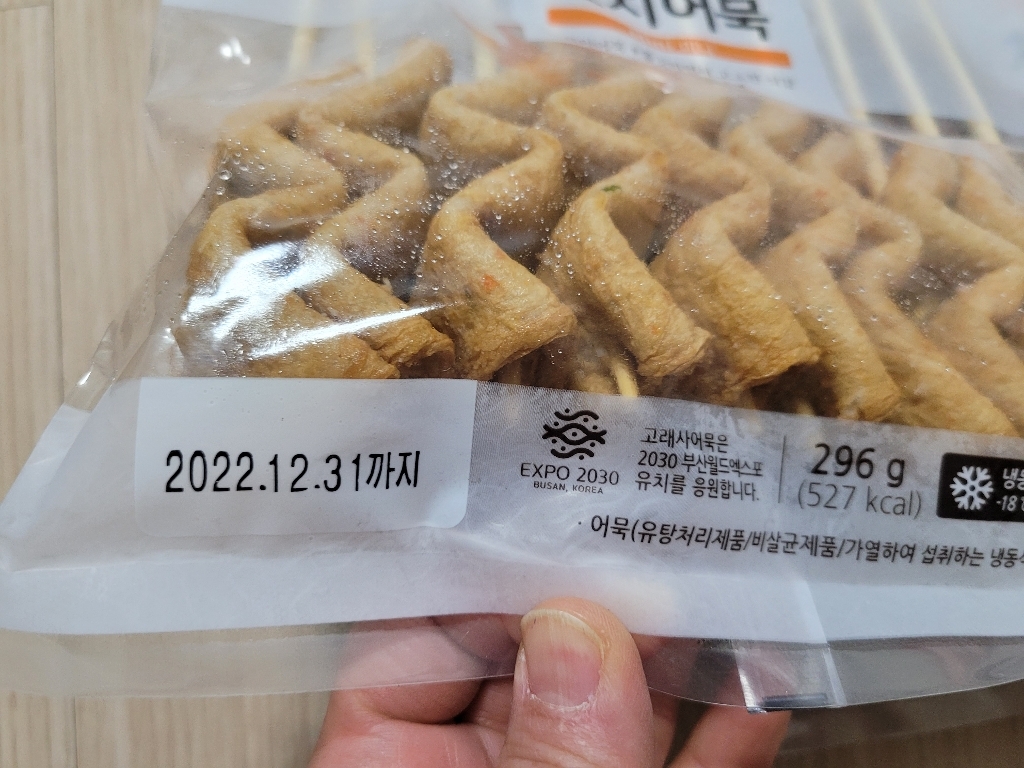 2022.12.31까지
EXPO 2030
BUSAN, KOREA
고래사어묵은
2030 부산월드엑스포
유치를 응원합니다.
296 g
(527 kcal)
· 어묵(유탕처리제품/비살균제품/가열하여 섭취하는 냉동